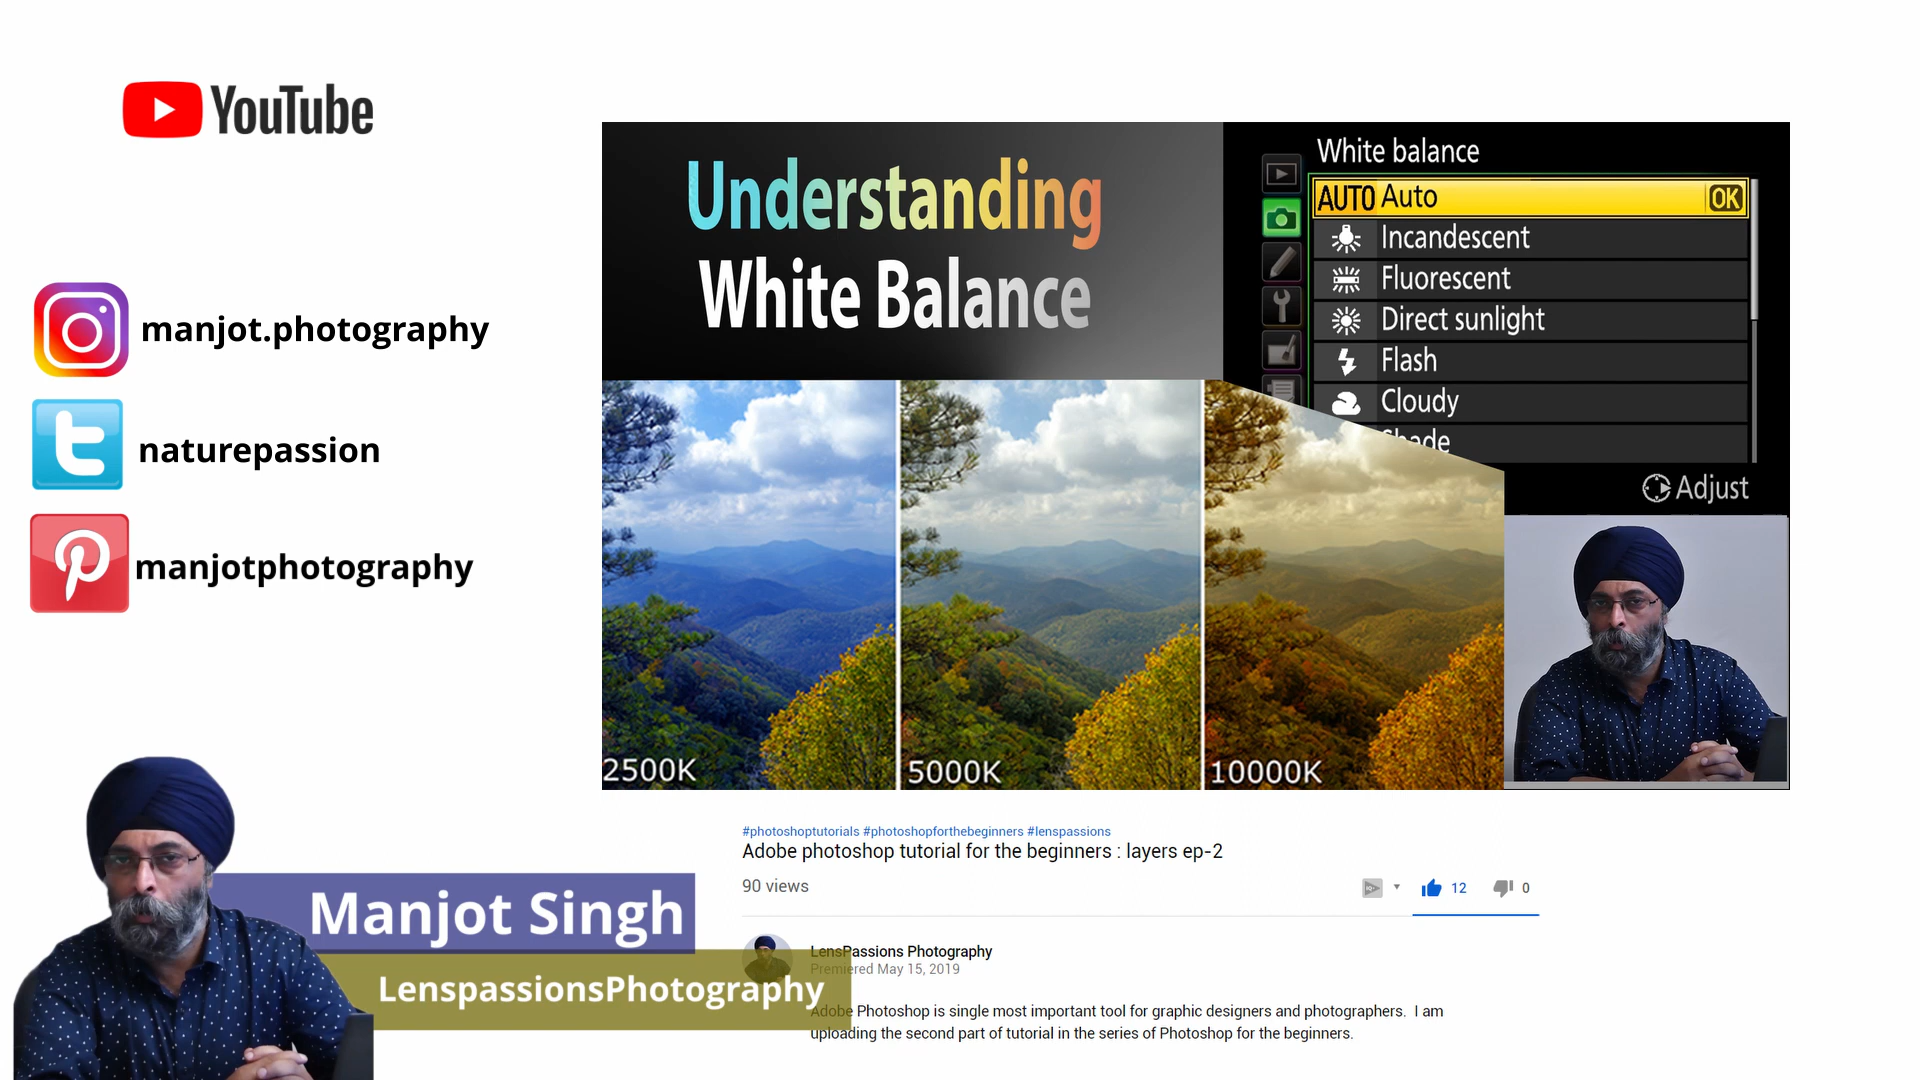 YouTube
manjot.photography
naturepassion
manjotphotography
Understanding
White Balance
White balance
AUTO Auto OK
Incandescent
Fluorescent
Direct sunlight
Flash
Cloudy
Shade
Adjust
2500K
5000K
10000K
Manjot Singh
LenspassionsPhotography
#photoshoptutorials #photoshopforthebeginners #lenspassions
Adobe photoshop tutorial for the beginners : layers ep-2
90 views
12
0
LensPassions Photography
Premiered May 15, 2019
Adobe Photoshop is single most important tool for graphic designers and photographers. I am
uploading the second part of tutorial in the series of Photoshop for the beginners.